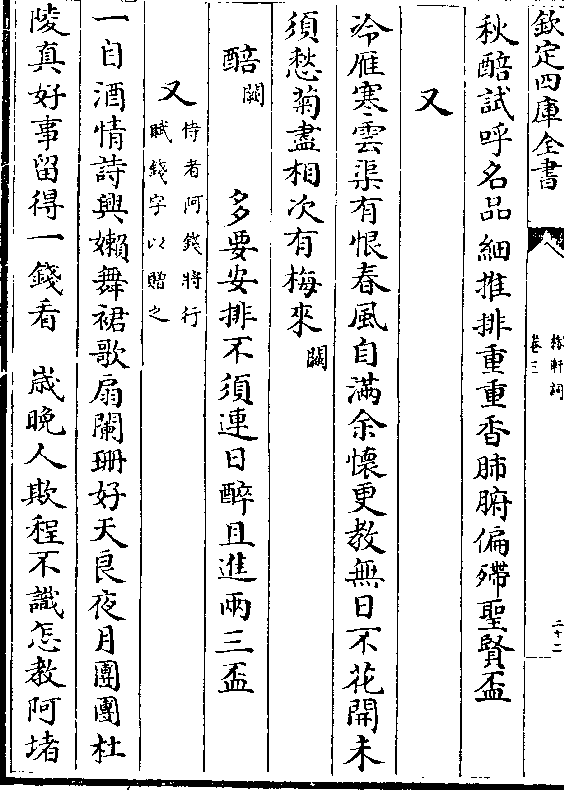 欽定四庫全書
稼軒詞
卷三
二十二
秋醅試呼名品細推排重重香肺腑偏殢聖賢盃
又
冷雁寒雲渠有恨春風自滿余懷更教無日不花開未
須愁菊盡相次有梅來闕
醅闕 多要安排不須連日醉且進兩三盃
又侍者阿錢將行
賦錢字以贈之
一自酒情詩興嬾舞裙歌扇闌珊好天良夜月團團杜
陵真好事留得一錢看 歲晚人欺程不識怎教阿堵